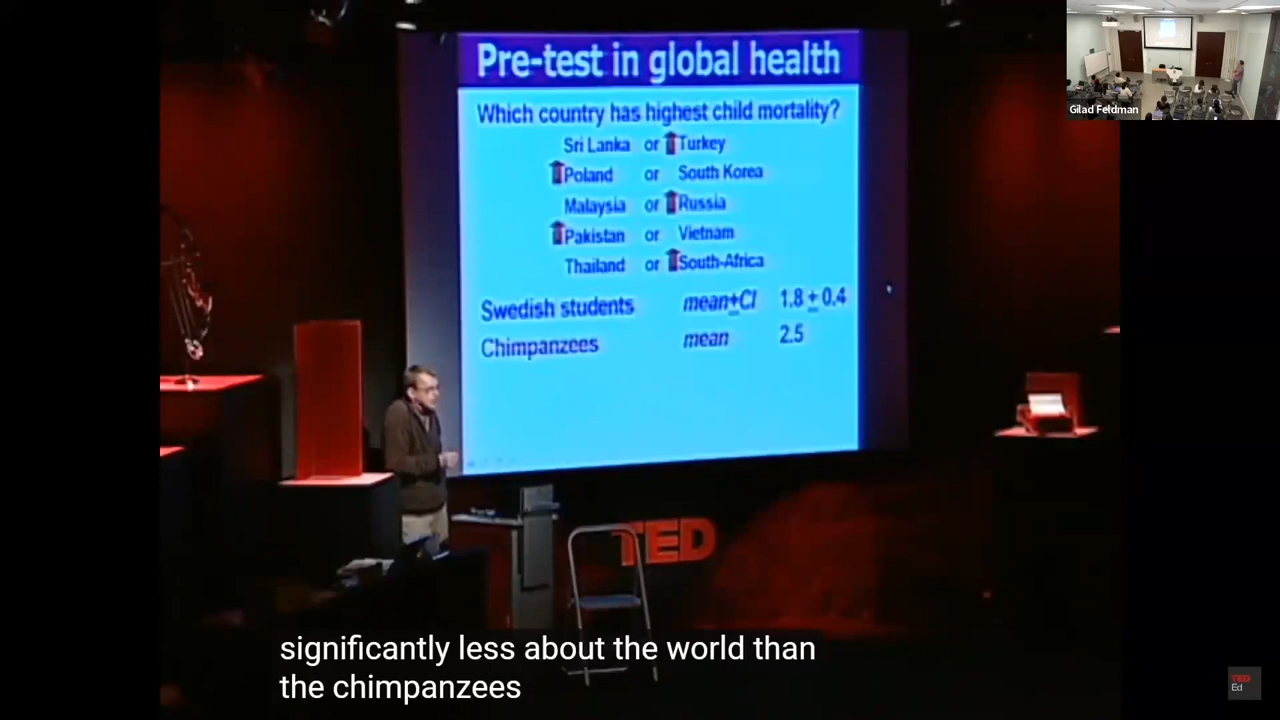 Pre-test in global health
Which country has highest child mortality?
Sri Lanka or Turkey
Poland or South Korea
Malaysia or Russia
Pakistan or Vietnam
Thailand or South-Africa
Swedish students mean±CI 1.8 ± 0.4
Chimpanzees mean 2.5
Gilad Feldman
TED
significantly less about the world than
the chimpanzees
TED
Ed